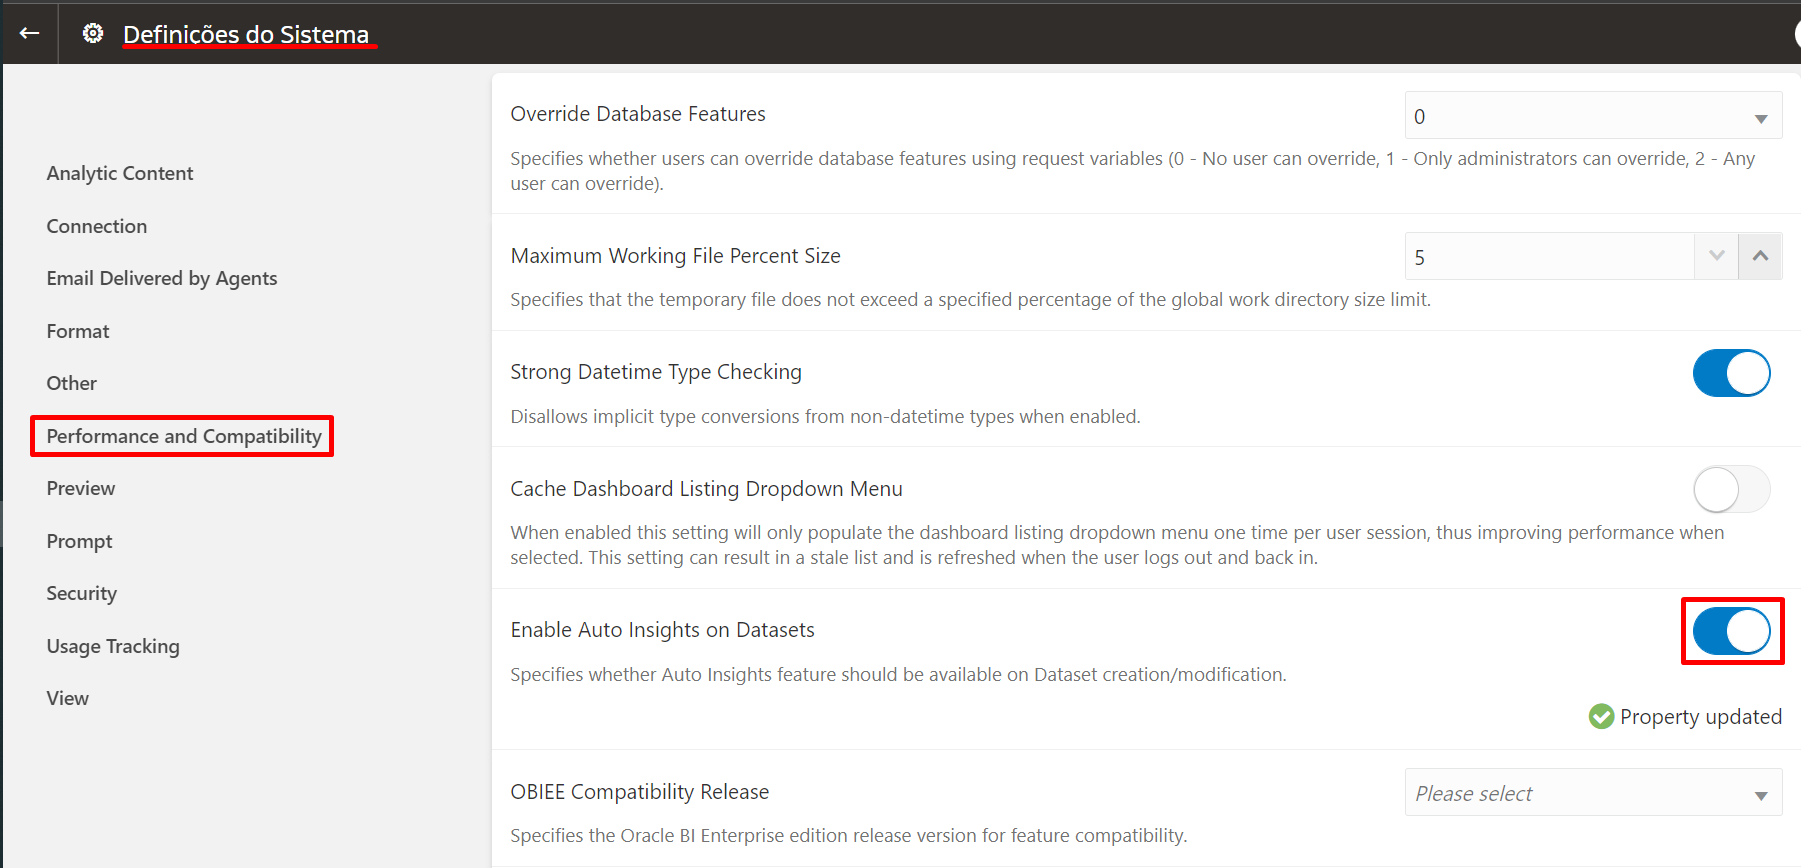 Definições do Sistema
Analytic Content
Connection
Email Delivered by Agents
Format
Other
Performance and Compatibility
Preview
Prompt
Security
Usage Tracking
View
Override Database Features
0
Specifies whether users can override database features using request variables (0 - No user can override, 1 - Only administrators can override, 2 - Any
user can override).
Maximum Working File Percent Size
5
Specifies that the temporary file does not exceed a specified percentage of the global work directory size limit.
Strong Datetime Type Checking
Disallows implicit type conversions from non-datetime types when enabled.
Cache Dashboard Listing Dropdown Menu
When enabled this setting will only populate the dashboard listing dropdown menu one time per user session, thus improving performance when
selected. This setting can result in a stale list and is refreshed when the user logs out and back in.
Enable Auto Insights on Datasets
Specifies whether Auto Insights feature should be available on Dataset creation/modification.
Property updated
OBIEE Compatibility Release
Please select
Specifies the Oracle BI Enterprise edition release version for feature compatibility.